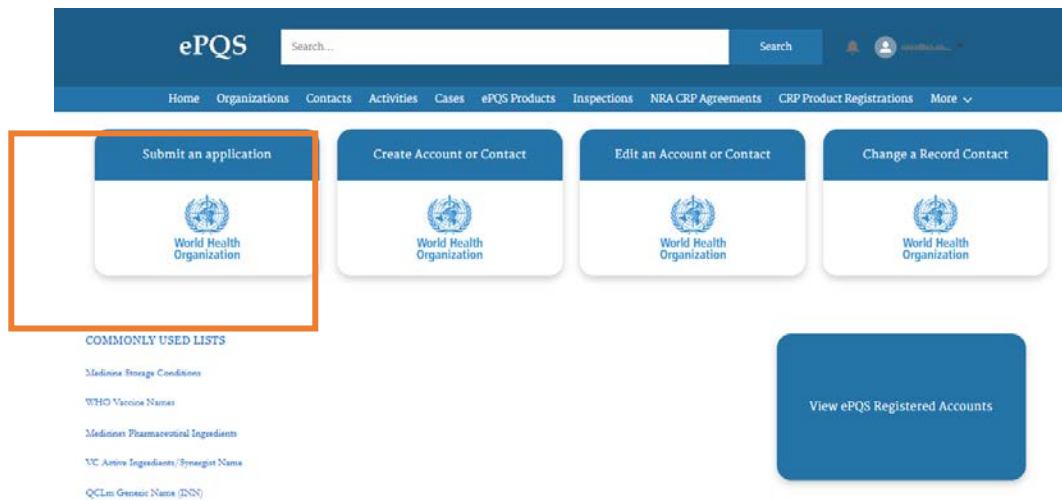 ePQS
Search...
Search
Home Organizations Contacts Activities Cases ePQS Products Inspections NRA CRP Agreements CRP Product Registrations More
Submit an application
Create Account or Contact
Edit an Account or Contact
Change a Record Contact
World Health
Organization
World Health
Organization
World Health
Organization
World Health
Organization
COMMONLY USED LISTS
Medicine Storage Conditions
WHO Vaccine Names
Medicines Pharmaceutical Ingredients
VC Active Ingredients/Synergist Name
QCLm Generic Name (INN)
View ePQS Registered Accounts